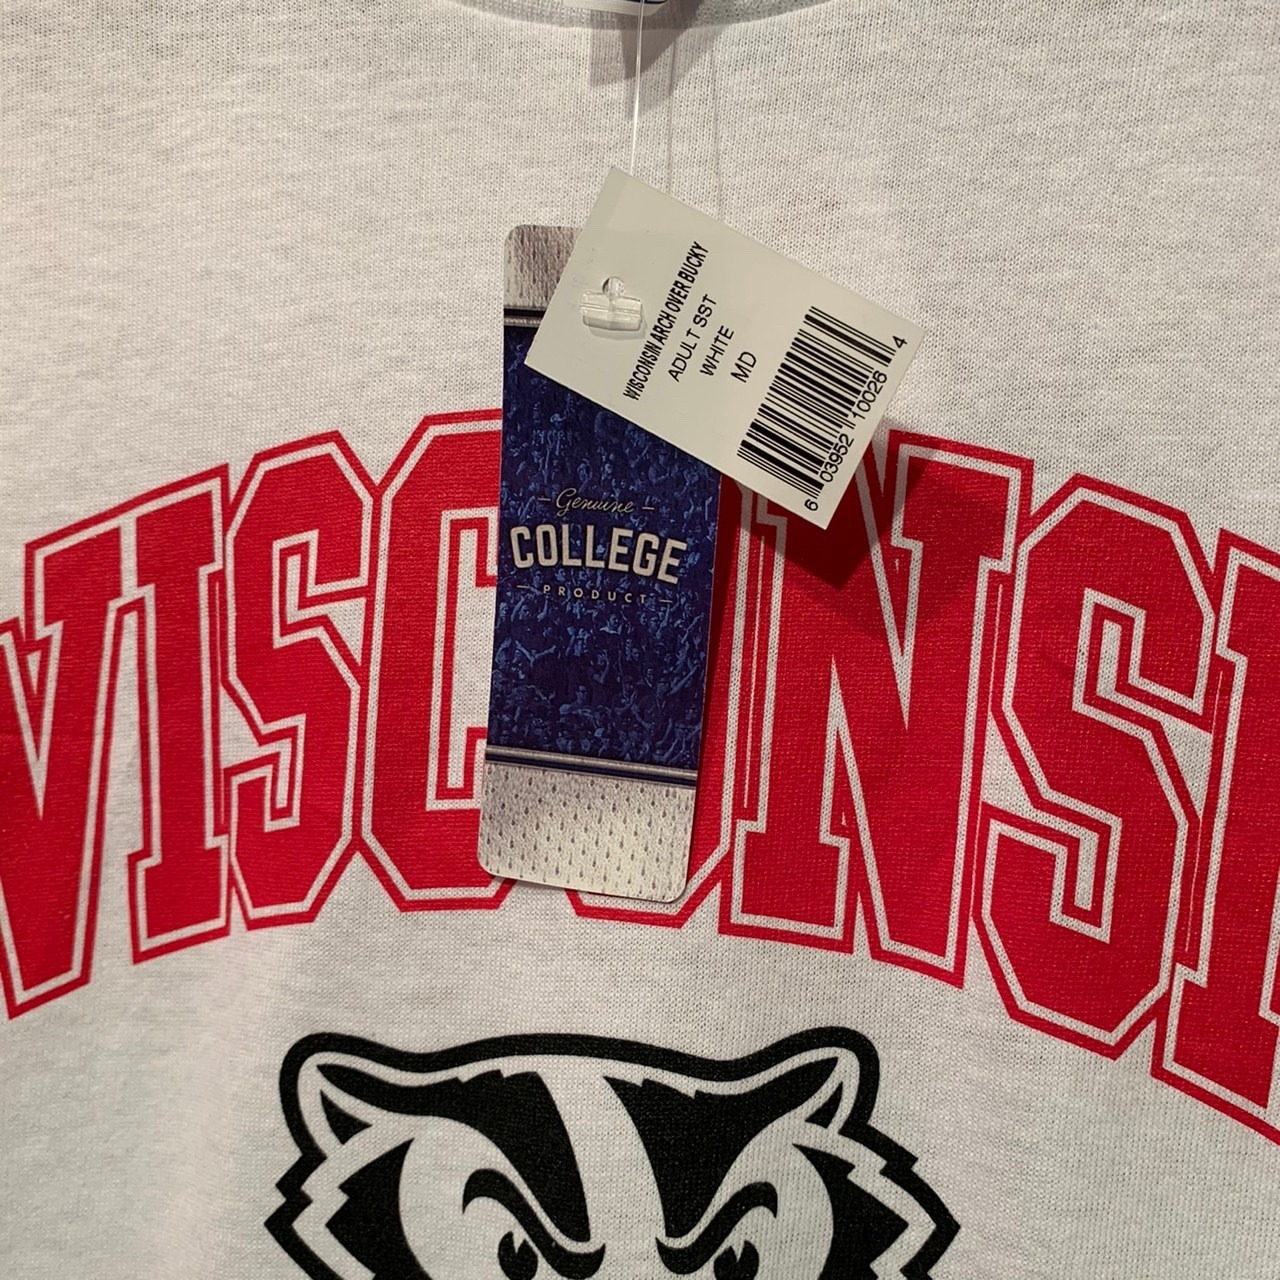 WISCONSIN ARCH OVER BUCKY
ADULT SST
WHITE
MD
6 03952 10026 4
Genuine
COLLEGE
PRODUCT
WISCONSI